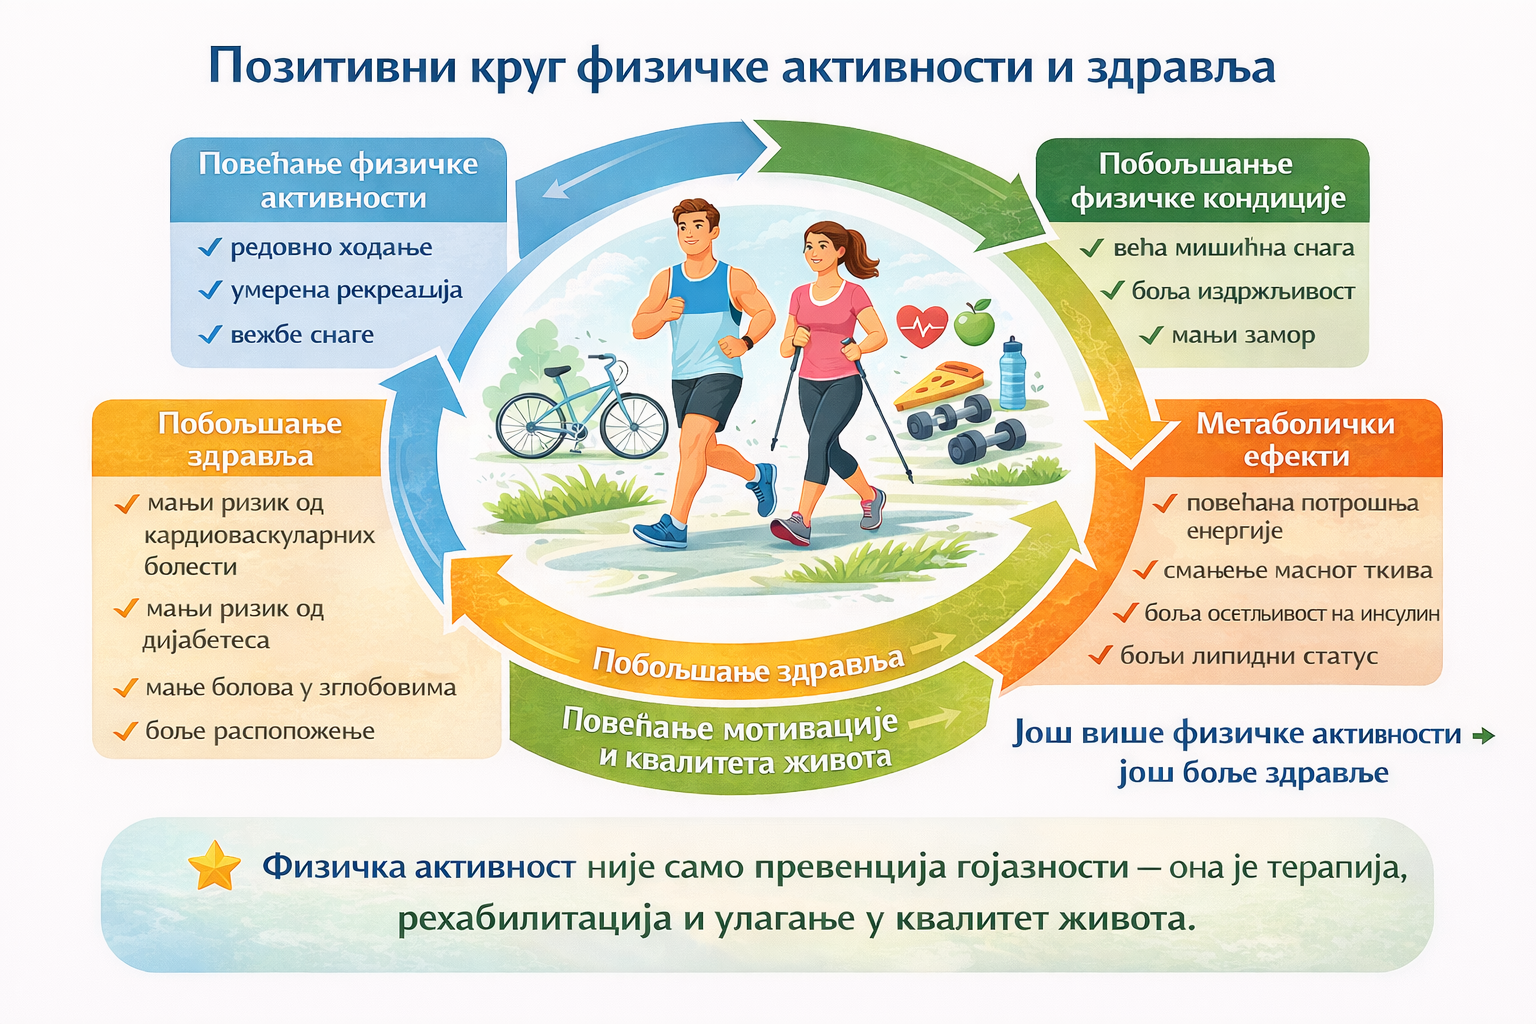 Позитивни круг физичке активности и здравља
Повећање физичке
активности
✓ редовно ходање
✓ умерена рекреација
✓ вежбе снаге
Побољшање
физичке кондиције
✓ већа мишићна снага
✓ боља издржљивост
✓ мањи замор
Побољшање
здравља
✓ мањи ризик од
кардиоваскуларних
болести
✓ мањи ризик од
дијабетеса
✓ мање болова у зглобовима
✓ боље расположење
Метаболички
ефекти
✓ повећана потрошња
енергије
✓ смањење масног ткива
✓ боља осетљивост на инсулин
✓ бољи липидни статус
Побољшање здравља →
Повећање мотивације →
и квалитета живота
Још више физичке активности →
још боље здравље
Физичка активност није само превенција гојазности — она је терапија,
рехабилитација и улагање у квалитет живота.